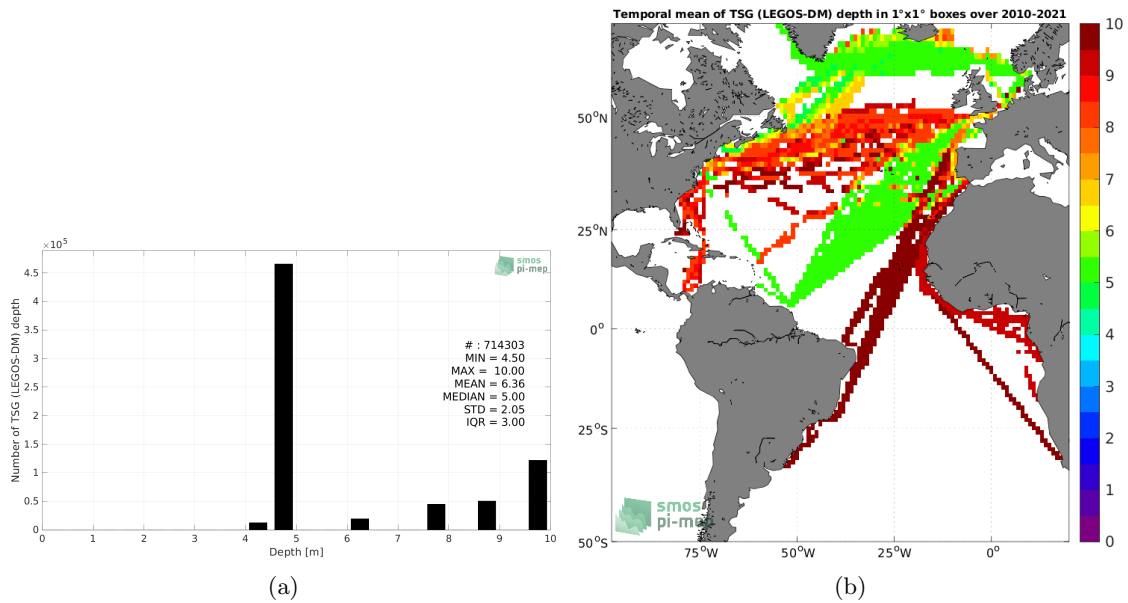 ×10⁵
4.5
4
3.5
3
2.5
2
1.5
1
0.5
0
Number of TSG (LEGOS-DM) depth
smos
pi-mep
# : 714303
MIN = 4.50
MAX = 10.00
MEAN = 6.36
MEDIAN = 5.00
STD = 2.05
IQR = 3.00
0 1 2 3 4 5 6 7 8 9 10
Depth [m]
(a)
Temporal mean of TSG (LEGOS-DM) depth in 1°x1° boxes over 2010-2021
50°N
25°N
0°
25°S
50°S
75°W 50°W 25°W 0°
smos
pi-mep
10
9
8
7
6
5
4
3
2
1
0
(b)